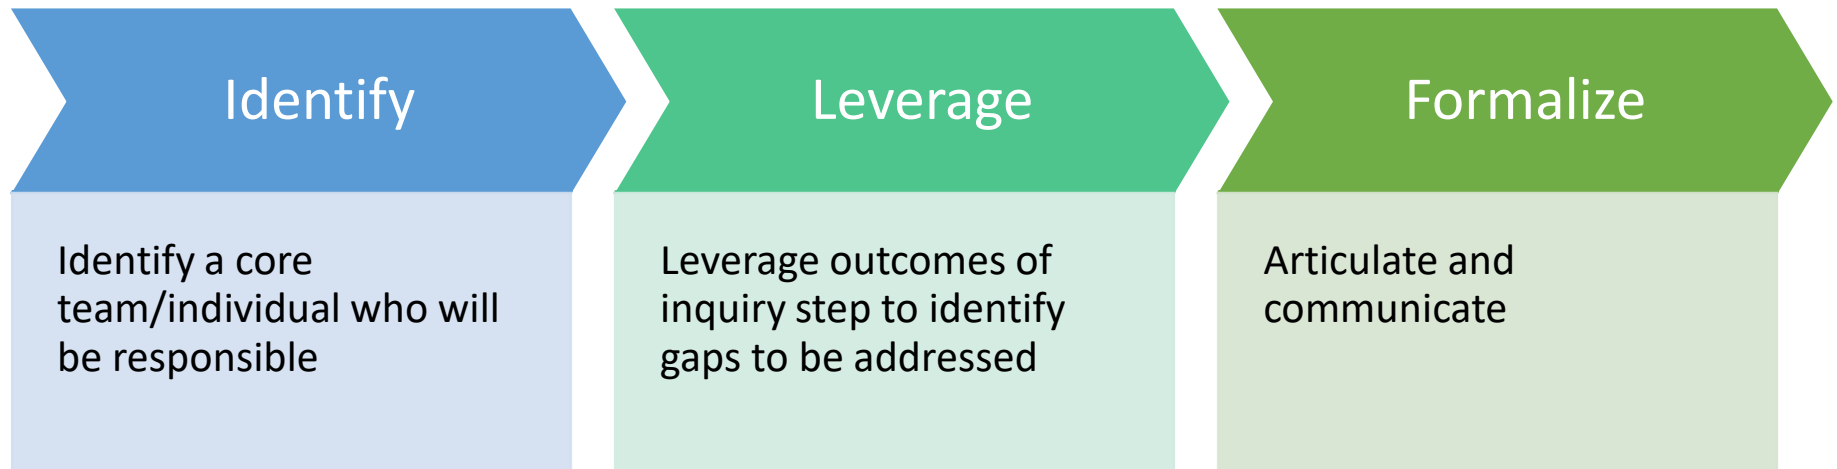 Identify
Identify a core
team/individual who will
be responsible
Leverage
Leverage outcomes of
inquiry step to identify
gaps to be addressed
Formalize
Articulate and
communicate